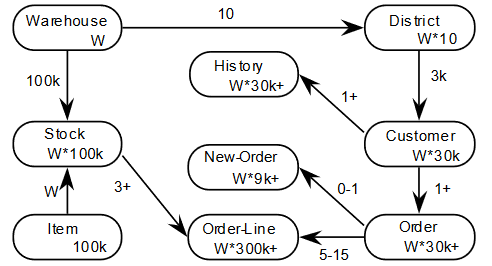 Warehouse
W
10
District
W*10
100k
History
W*30k+
3k
1+
Stock
W*100k
Customer
W*30k
New-Order
W*9k+
W
3+
0-1
1+
Item
100k
Order-Line
W*300k+
5-15
Order
W*30k+